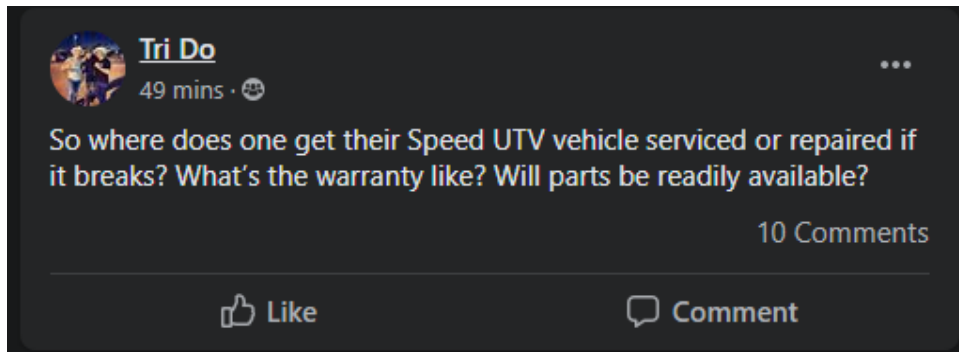 Tri Do
49 mins ·
So where does one get their Speed UTV vehicle serviced or repaired if
it breaks? What's the warranty like? Will parts be readily available?
10 Comments
Like
Comment